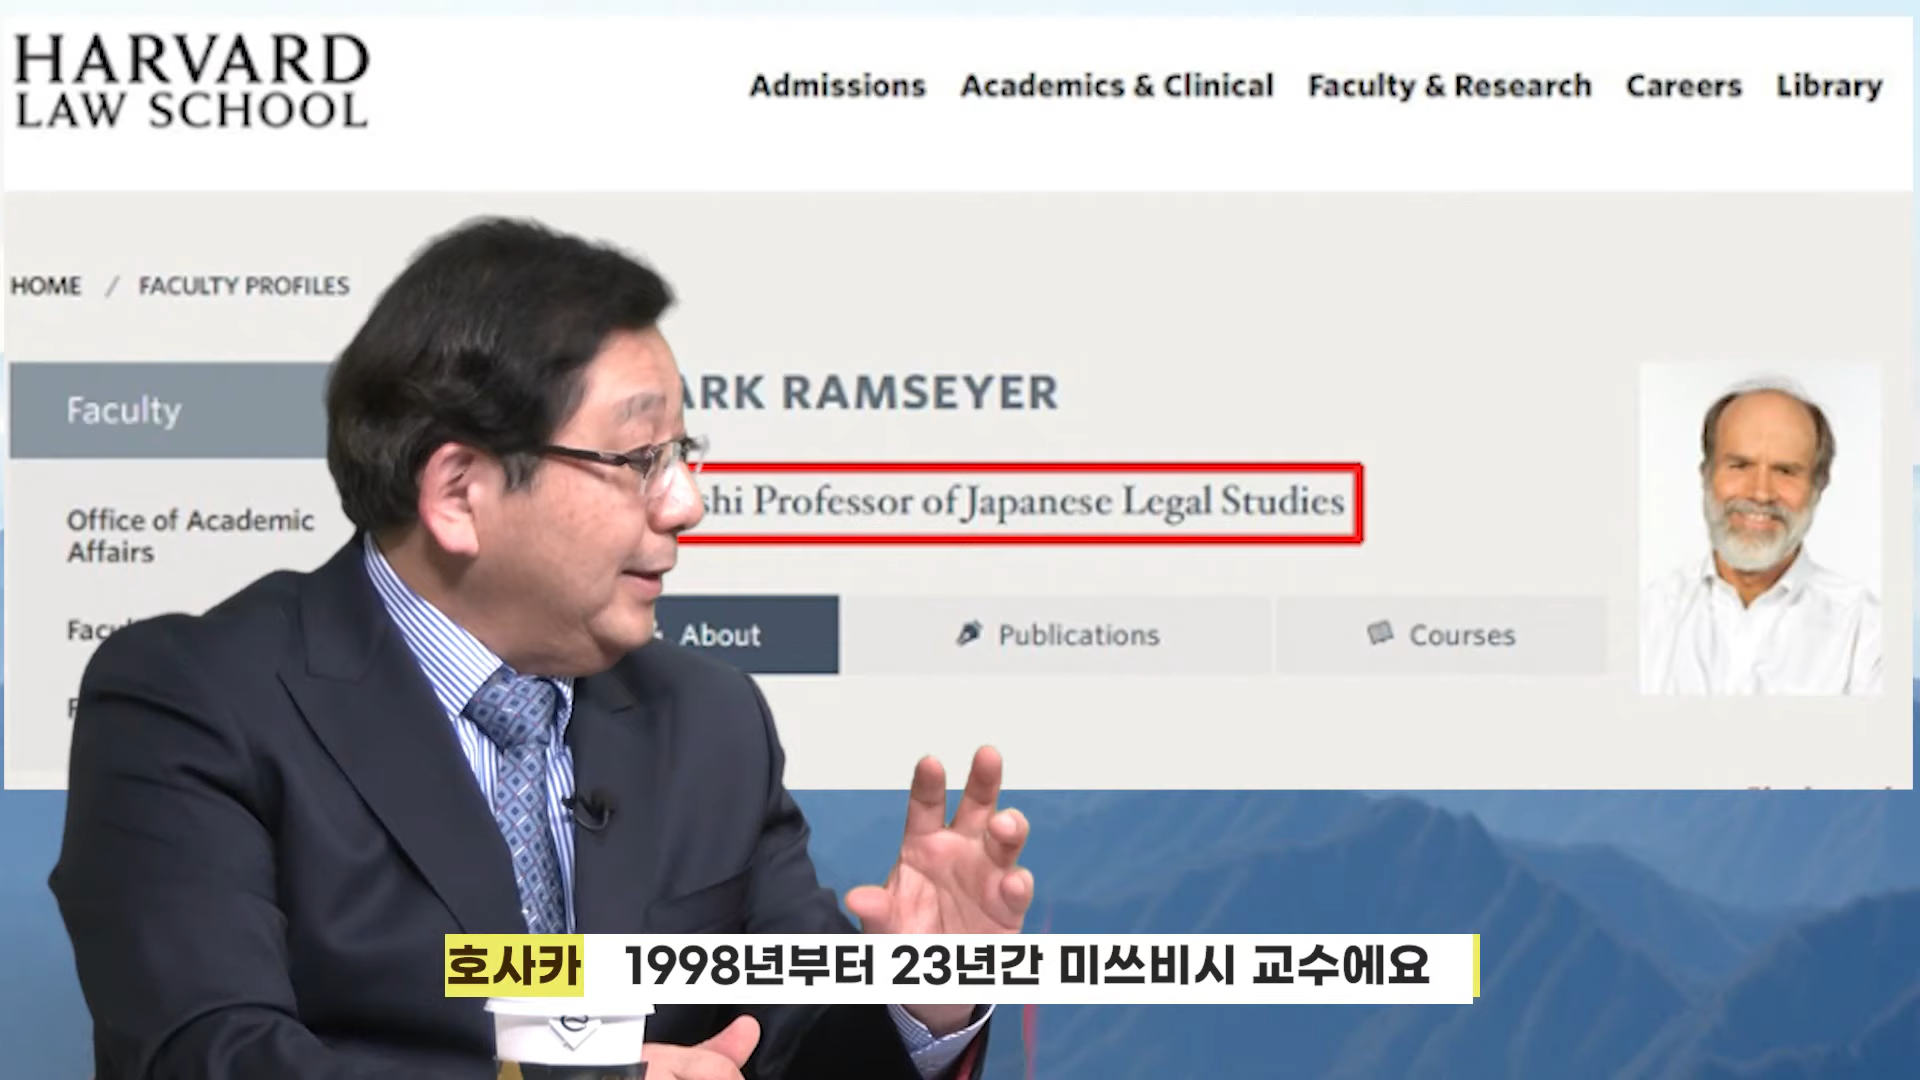 HARVARD
LAW SCHOOL
Admissions Academics & Clinical Faculty & Research Careers Library
HOME / FACULTY PROFILES
RAMSEYER
Faculty
Professor of Japanese Legal Studies
Office of Academic
Affairs
About Publications Courses
호사카 1998년부터 23년간 미쓰비시 교수에요